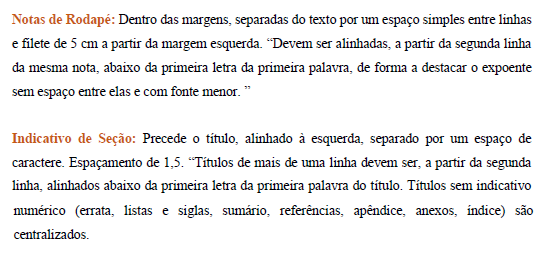 Notas de Rodapé: Dentro das margens, separadas do texto por um espaço simples entre linhas
e filete de 5 cm a partir da margem esquerda. “Devem ser alinhadas, a partir da segunda linha
da mesma nota, abaixo da primeira letra da primeira palavra, de forma a destacar o expoente
sem espaço entre elas e com fonte menor. ”
Indicativo de Seção: Precede o título, alinhado à esquerda, separado por um espaço de
caractere. Espaçamento de 1,5. “Títulos de mais de uma linha devem ser, a partir da segunda
linha, alinhados abaixo da primeira letra da primeira palavra do título. Títulos sem indicativo
numérico (errata, listas e siglas, sumário, referências, apêndice, anexos, índice) são
centralizados.